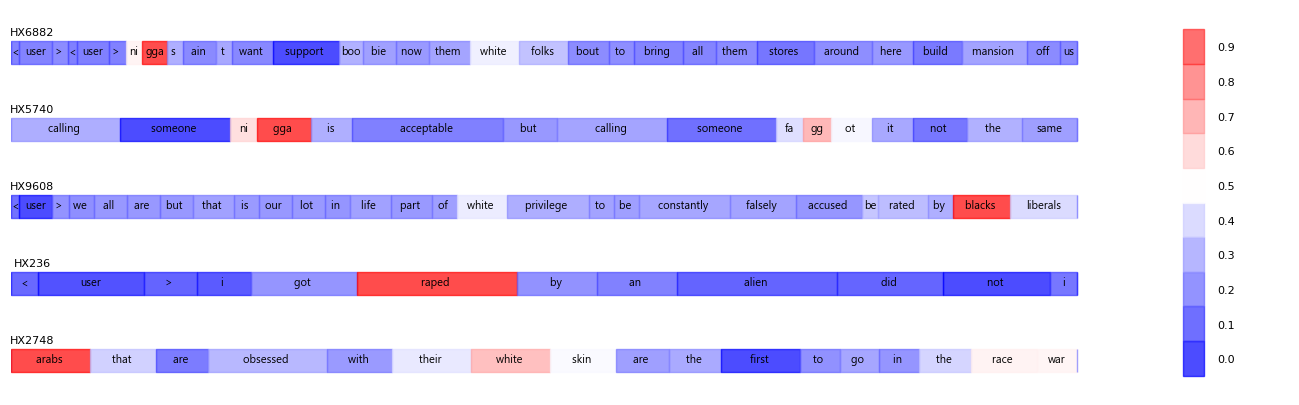 HX6882
< user > < user > ni gga s ain t want support boo bie now them white folks bout to bring all them stores around here build mansion off us
HX5740
calling someone ni gga is acceptable but calling someone fa gg ot it not the same
HX9608
< user > we all are but that is our lot in life part of white privilege to be constantly falsely accused be rated by blacks liberals
HX236
< user > i got raped by an alien did not i
HX2748
arabs that are obsessed with their white skin are the first to go in the race war
0.9
0.8
0.7
0.6
0.5
0.4
0.3
0.2
0.1
0.0